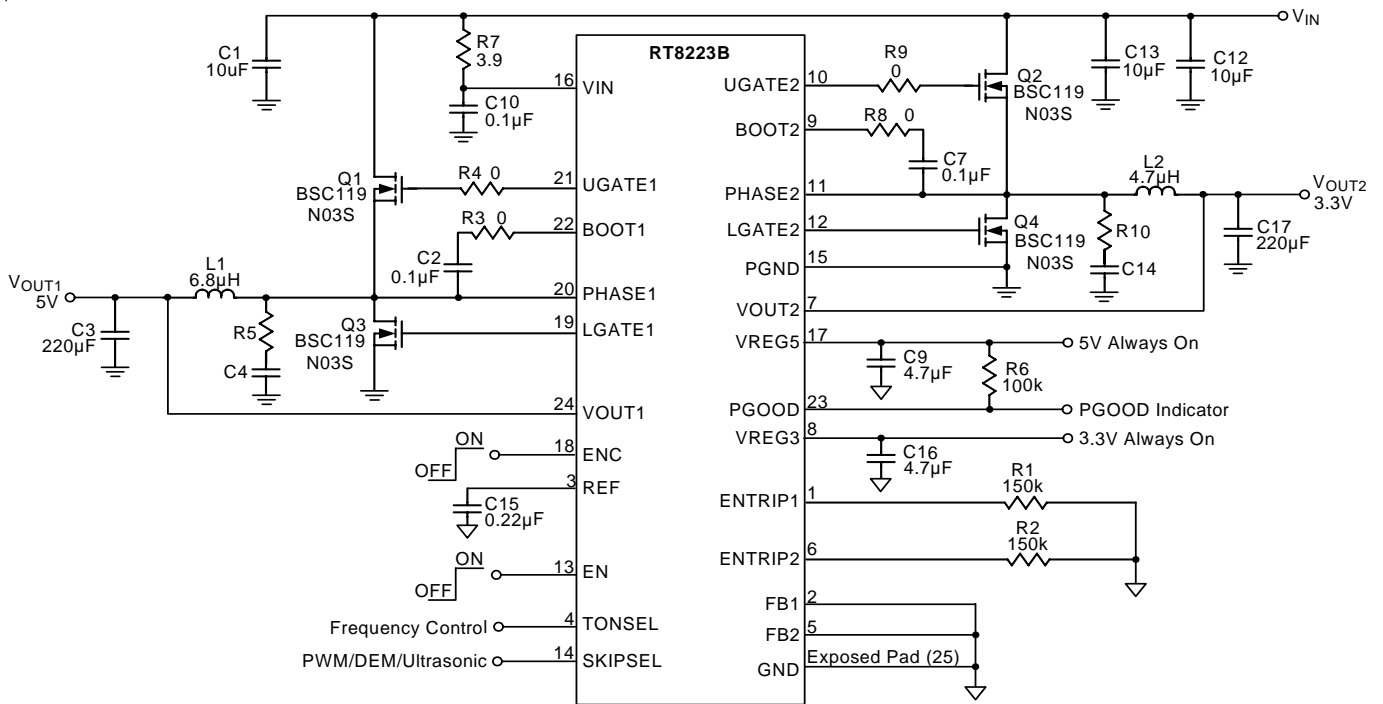 VIN
C1
10uF
R7
3.9
16 VIN
C10
0.1µF
RT8223B
UGATE2 10
R9
0
Q2
BSC119
N03S
C13
10µF
C12
10µF
BOOT2 9
R8 0
C7
0.1µF
Q1
BSC119
N03S
R4 0
21 UGATE1
R3 0
22 BOOT1
C2
0.1µF
PHASE2 11
L2
4.7µH
VOUT2
3.3V
LGATE2 12
Q4
BSC119
N03S
R10
C14
C17
220µF
PGND 15
VOUT1
5V
L1
6.8µH
20 PHASE1
C3
220µF
R5
C4
Q3
BSC119
N03S
19 LGATE1
VOUT2 7
VREG5 17
5V Always On
C9
4.7µF
R6
100k
24 VOUT1
PGOOD 23
PGOOD Indicator
VREG3 8
3.3V Always On
C16
4.7µF
ON
OFF
18 ENC
3 REF
C15
0.22µF
ENTRIP1 1
R1
150k
ENTRIP2 6
R2
150k
ON
OFF
13 EN
FB1 2
Frequency Control
4 TONSEL
FB2 5
PWM/DEM/Ultrasonic
14 SKIPSEL
GND Exposed Pad (25)